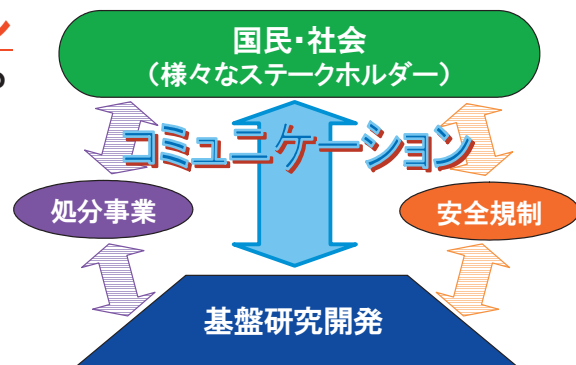 ン
国民・社会
（様々なステークホルダー）
コミュニケーション
処分事業
安全規制
基盤研究開発